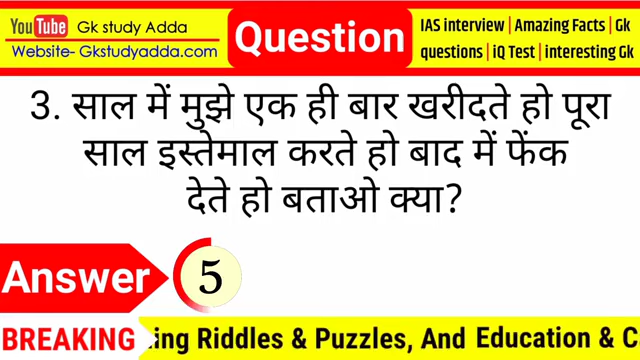 YouTube Gk study Adda
Website- Gkstudyadda.com
Question
IAS interview | Amazing Facts | Gk
questions | iQ Test | interesting Gk
3. साल में मुझे एक ही बार खरीदते हो पूरा
साल इस्तेमाल करते हो बाद में फेंक
देते हो बताओ क्या?
Answer 5
BREAKING ing Riddles & Puzzles, And Education & C